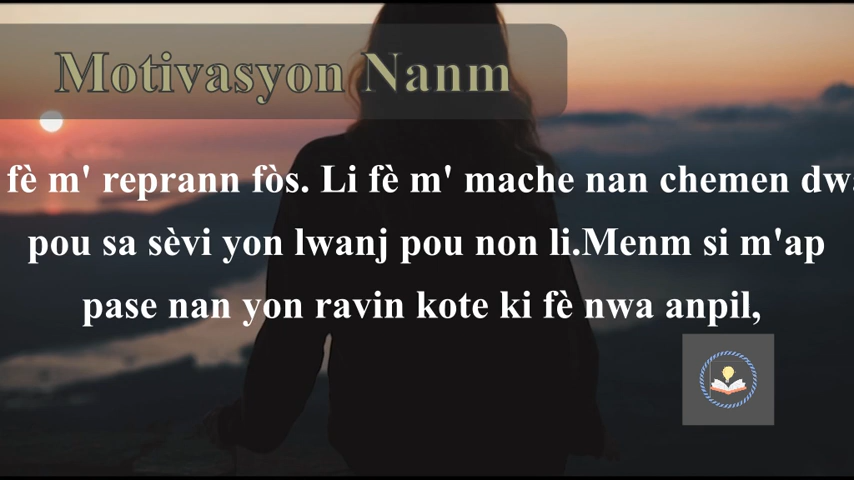 Motivasyon Nanm
fè m' reprann fòs. Li fè m' mache nan chemen
pou sa sèvi yon lwanj pou non li.Menm si m'ap
pase nan yon ravin kote ki fè nwa anpil,